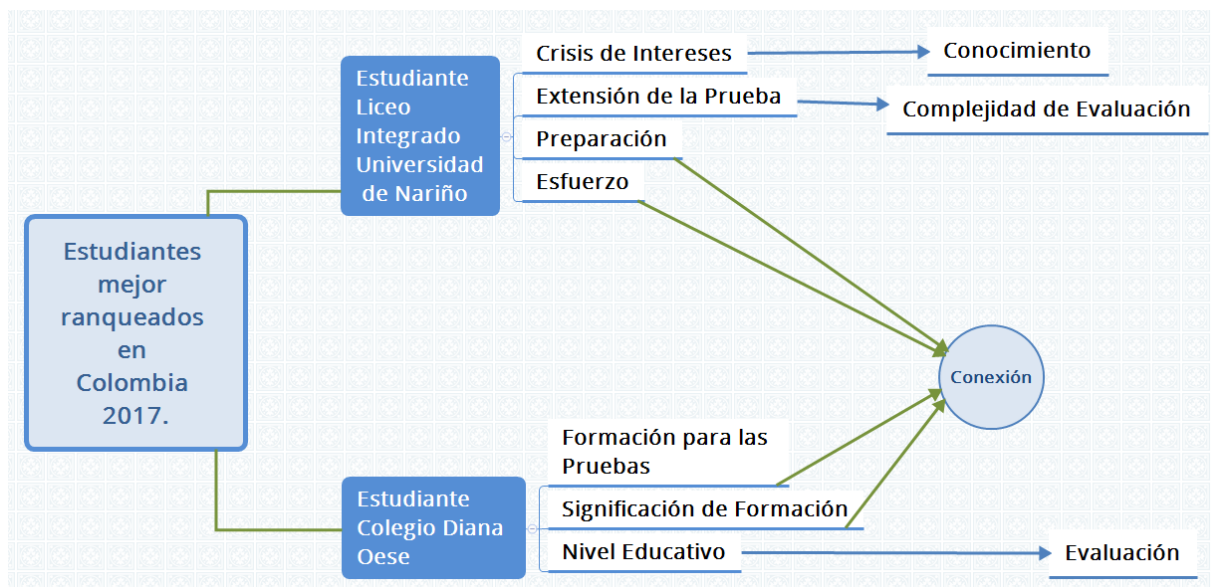 Estudiantes
mejor
ranqueados
en
Colombia
2017.
Estudiante
Liceo
Integrado
Universidad
de Nariño
Crisis de Intereses
Conocimiento
Extensión de la Prueba
Complejidad de Evaluación
Preparación
Esfuerzo
Conexión
Estudiante
Colegio Diana
Oese
Formación para las
Pruebas
Significación de Formación
Nivel Educativo
Evaluación